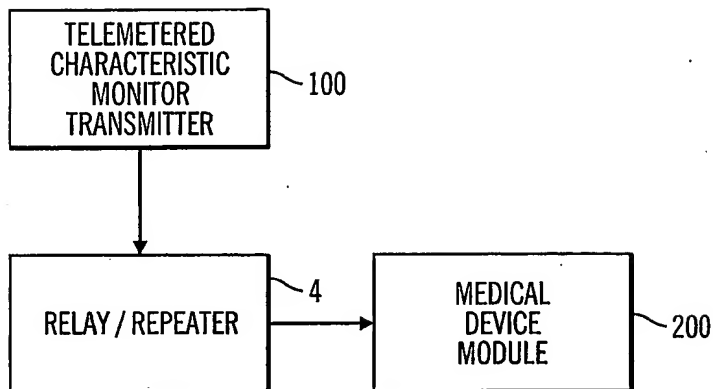 TELEMETERED
CHARACTERISTIC
MONITOR
TRANSMITTER
100
RELAY / REPEATER
4
MEDICAL
DEVICE
MODULE
200